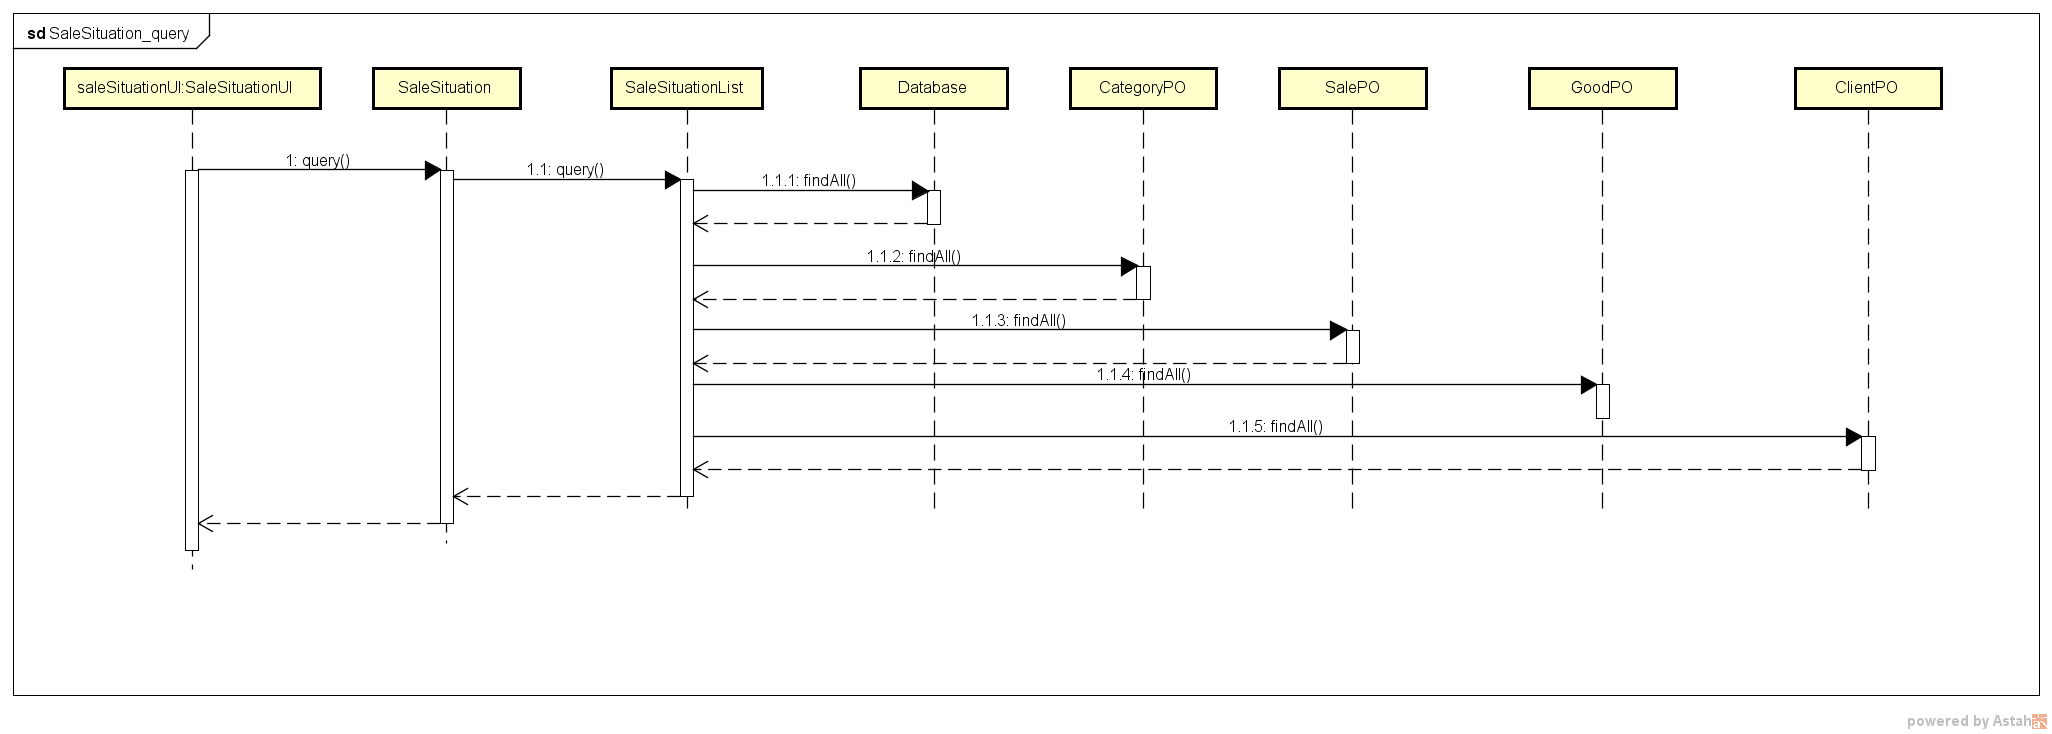 sd SaleSituation_query
saleSituationUI:SaleSituationUI
SaleSituation
SaleSituationList
Database
CategoryPO
SalePO
GoodPO
ClientPO
1: query()
1.1: query()
1.1.1: findAll()
1.1.2: findAll()
1.1.3: findAll()
1.1.4: findAll()
1.1.5: findAll()
powered by Astah